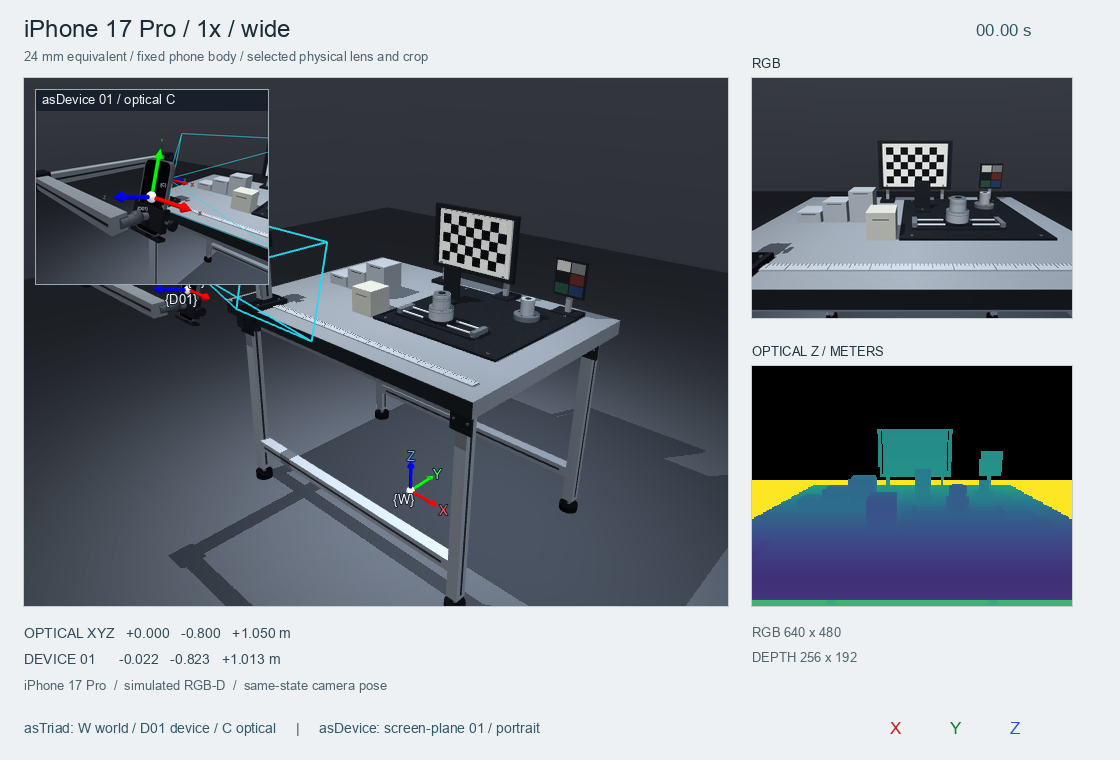 iPhone 17 Pro / 1x / wide
00.00 s
24 mm equivalent / fixed phone body / selected physical lens and crop
RGB
asDevice 01 / optical C
{D01}
Z
Y
{W}
X
OPTICAL Z / METERS
OPTICAL XYZ +0.000 -0.800 +1.050 m
DEVICE 01 -0.022 -0.823 +1.013 m
iPhone 17 Pro / simulated RGB-D / same-state camera pose
RGB 640 x 480
DEPTH 256 x 192
asTriad: W world / D01 device / C optical | asDevice: screen-plane 01 / portrait
X Y Z